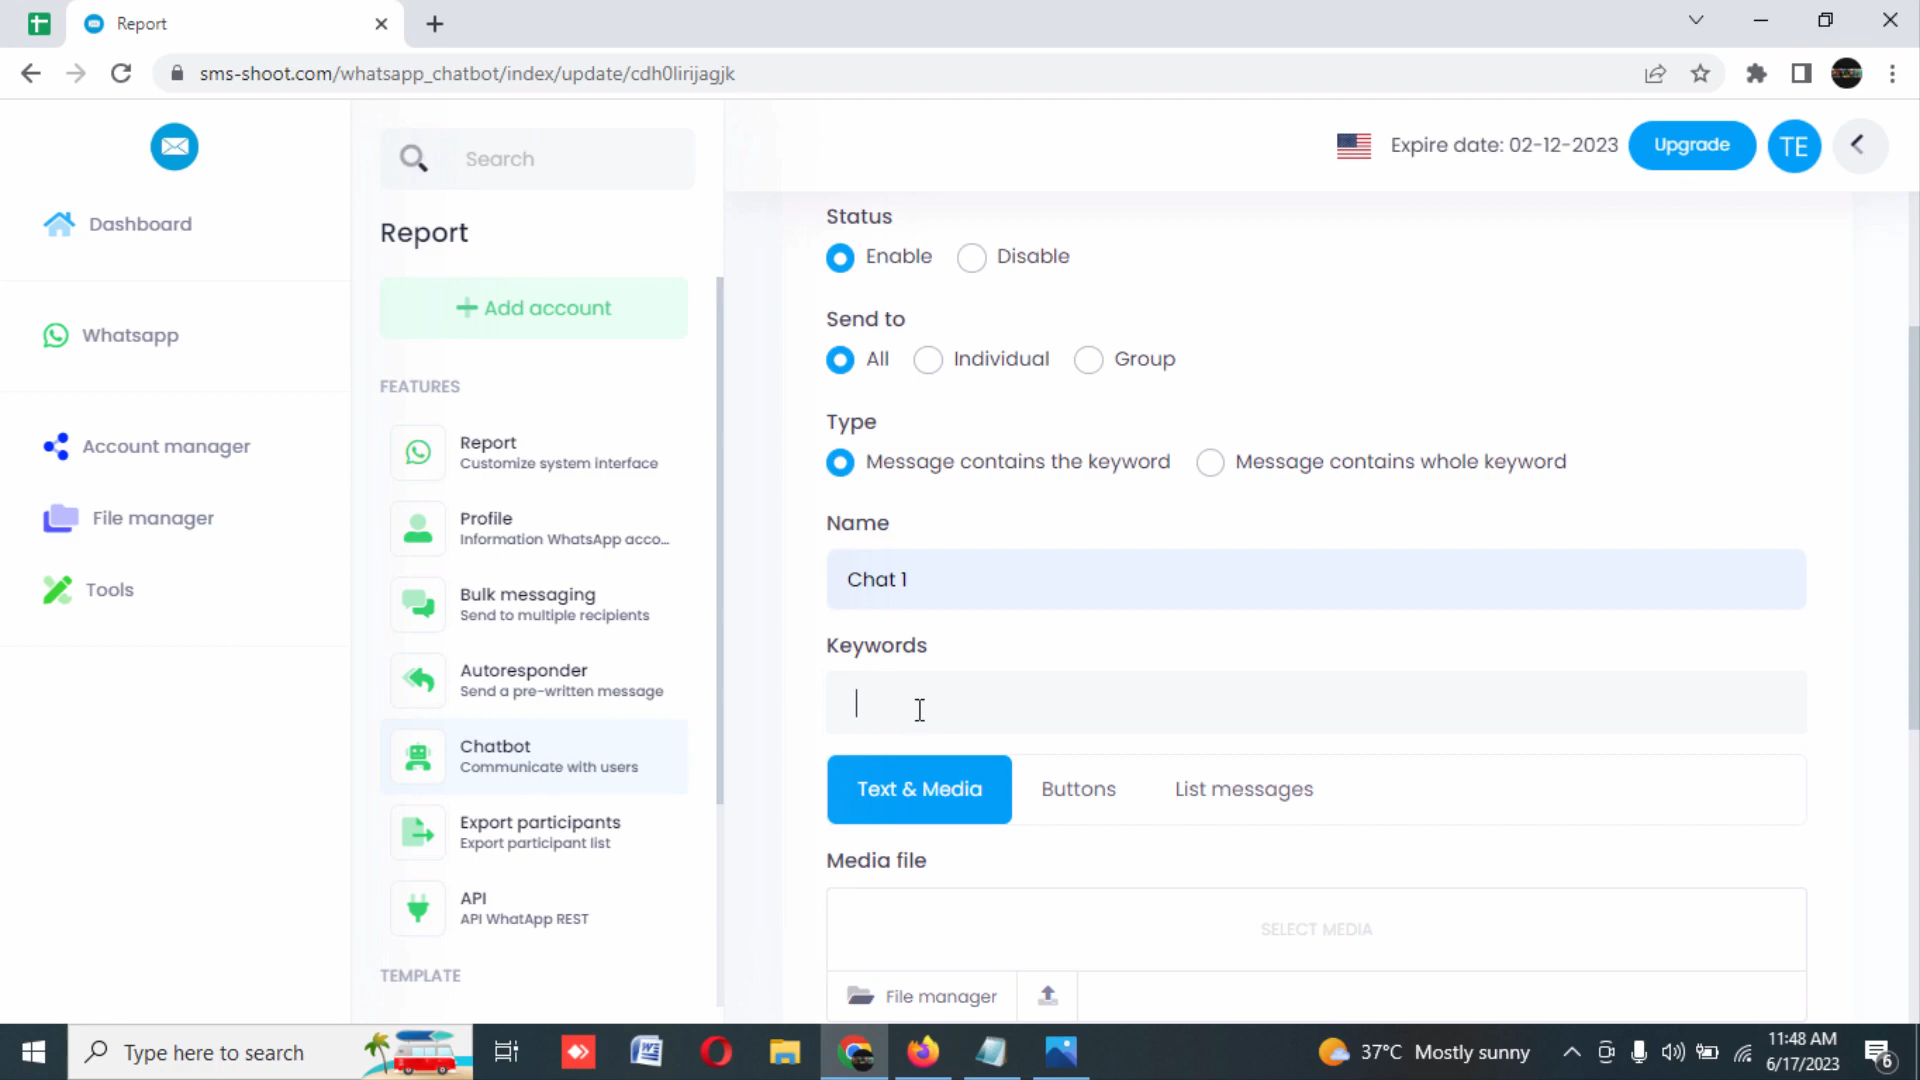 Report
sms-shoot.com/whatsapp_chatbot/index/update/cdh0lirijagjk
Search
Expire date: 02-12-2023
Upgrade
TE
Dashboard
Whatsapp
Account manager
File manager
Tools
Report
Add account
FEATURES
Report
Customize system interface
Profile
Information WhatsApp acco...
Bulk messaging
Send to multiple recipients
Autoresponder
Send a pre-written message
Chatbot
Communicate with users
Export participants
Export participant list
API
API WhatApp REST
TEMPLATE
Status
Enable
Disable
Send to
All
Individual
Group
Type
Message contains the keyword
Message contains whole keyword
Name
Chat 1
Keywords
Text & Media
Buttons
List messages
Media file
SELECT MEDIA
File manager
Type here to search
37°C Mostly sunny
11:48 AM
6/17/2023
6